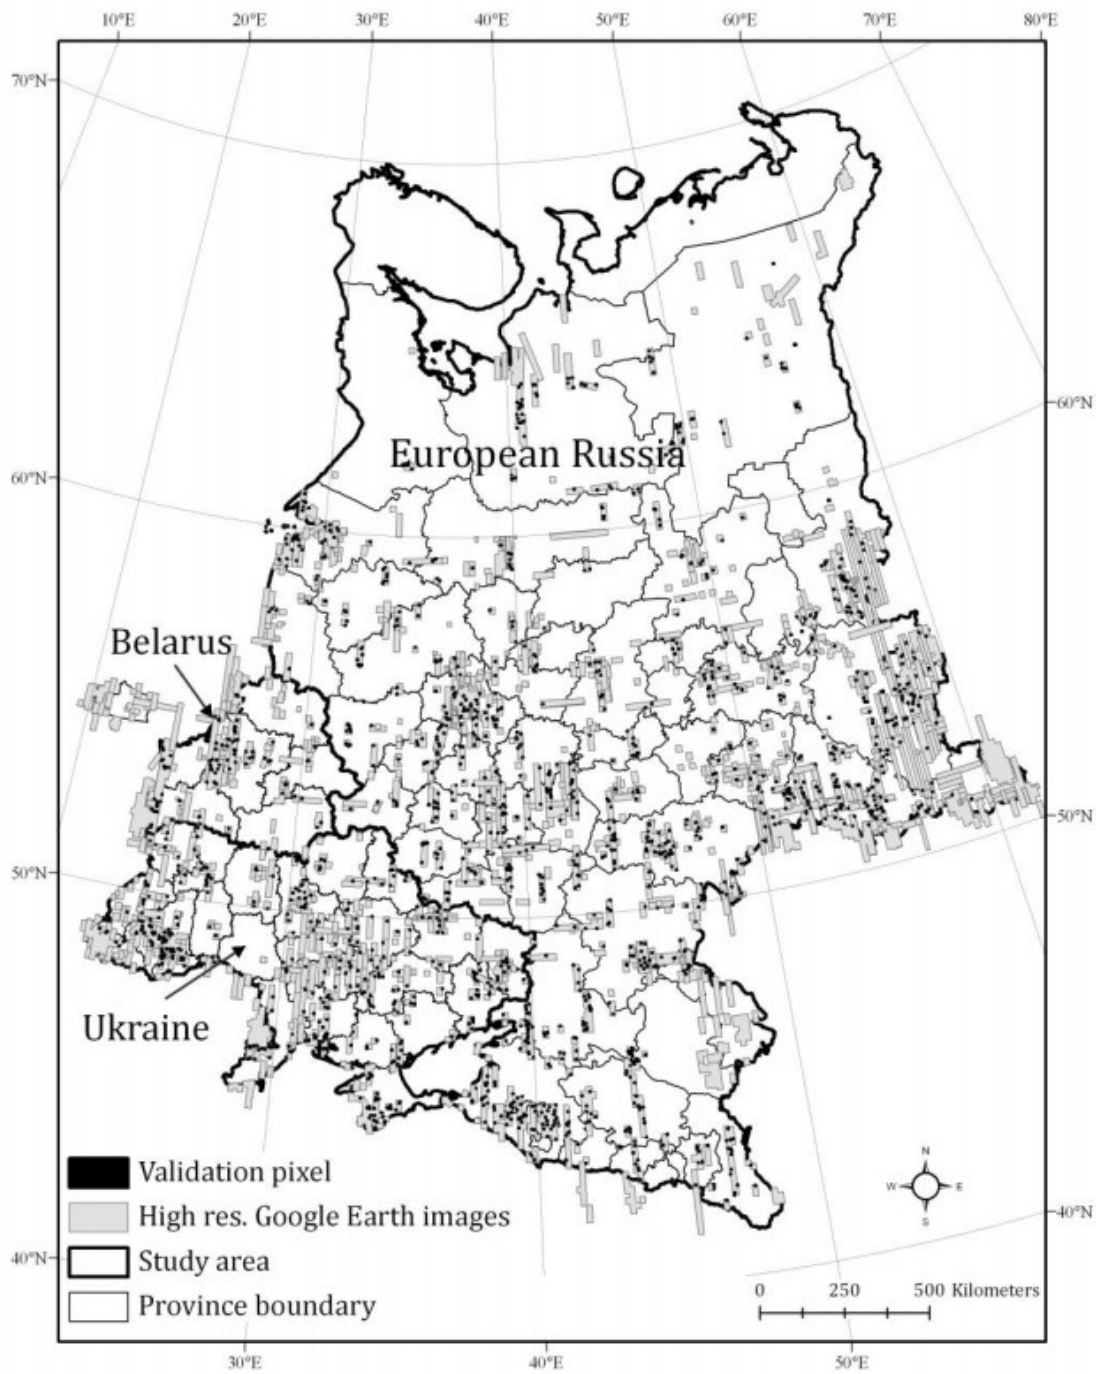 10°E 20°E 30°E 40°E 50°E 60°E 70°E 80°E
70°N
60°N
European Russia
60°N
Belarus
50°N
50°N
Ukraine
Validation pixel
High res. Google Earth images
Study area
Province boundary
N
W E
S
40°N
40°N
0 250 500 Kilometers
30°E 40°E 50°E